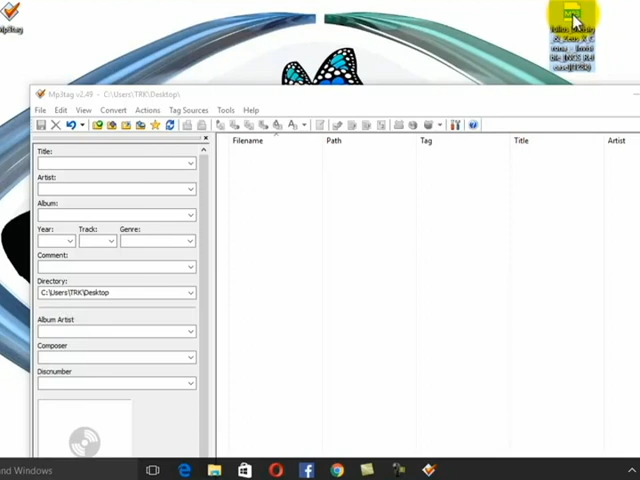 Mp3tag
Mp3tag v2.49 - C:\Users\TRK\Desktop\
File Edit View Convert Actions Tag Sources Tools Help
Filename Path Tag Title Artist
Title:
Artist:
Album:
Year: Track: Genre:
Comment:
Directory:
C:\Users\TRK\Desktop
Album Artist
Composer
Discnumber
and Windows